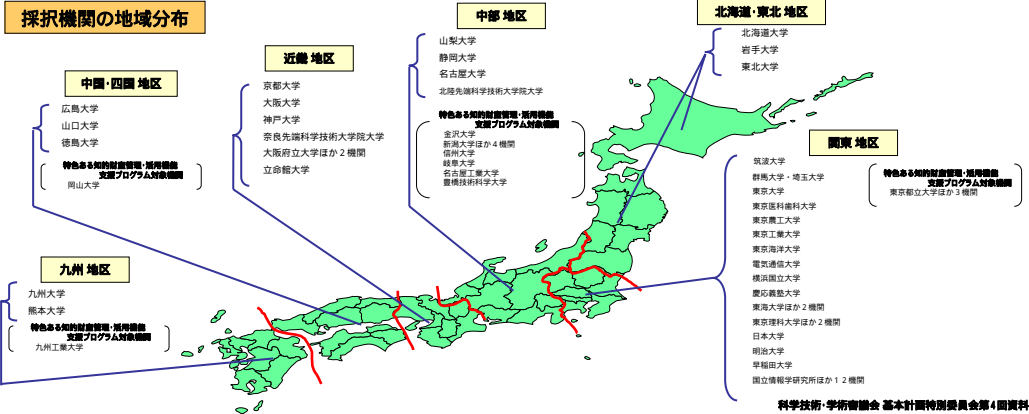 採択機関の地域分布
北海道・東北 地区
北海道大学
岩手大学
東北大学
中部 地区
山梨大学
静岡大学
名古屋大学
北陸先端科学技術大学院大学
特色ある知的財産管理・活用機能
支援プログラム対象機関
金沢大学
新潟大学ほか４機関
信州大学
岐阜大学
名古屋工業大学
豊橋技術科学大学
近畿 地区
京都大学
大阪大学
神戸大学
奈良先端科学技術大学院大学
大阪府立大学ほか２機関
立命館大学
中国・四国 地区
広島大学
山口大学
徳島大学
特色ある知的財産管理・活用機能
支援プログラム対象機関
岡山大学
関東 地区
筑波大学
群馬大学・埼玉大学
東京大学
東京医科歯科大学
東京農工大学
東京工業大学
東京海洋大学
電気通信大学
横浜国立大学
慶応義塾大学
東海大学ほか２機関
東京理科大学ほか２機関
日本大学
明治大学
早稲田大学
国立情報学研究所ほか１２機関
特色ある知的財産管理・活用機能
支援プログラム対象機関
東京都立大学ほか３機関
九州 地区
九州大学
熊本大学
特色ある知的財産管理・活用機能
支援プログラム対象機関
九州工業大学
科学技術・学術審議会 基本計画特別委員会第4回資料